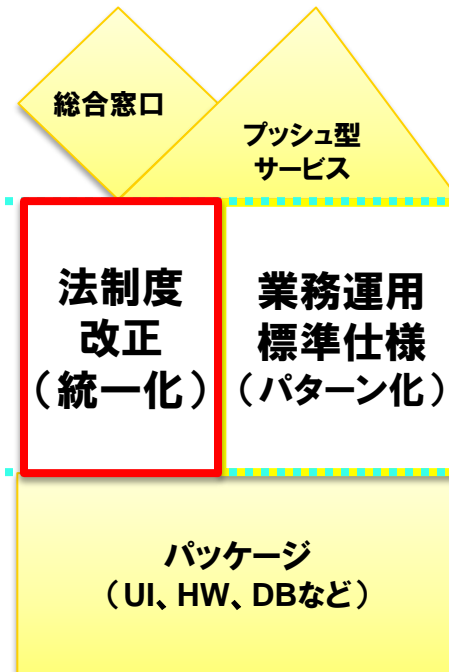 総合窓口
プッシュ型
サービス
法制度
改正
（統一化）
業務運用
標準仕様
（パターン化）
パッケージ
（UI、HW、DBなど）